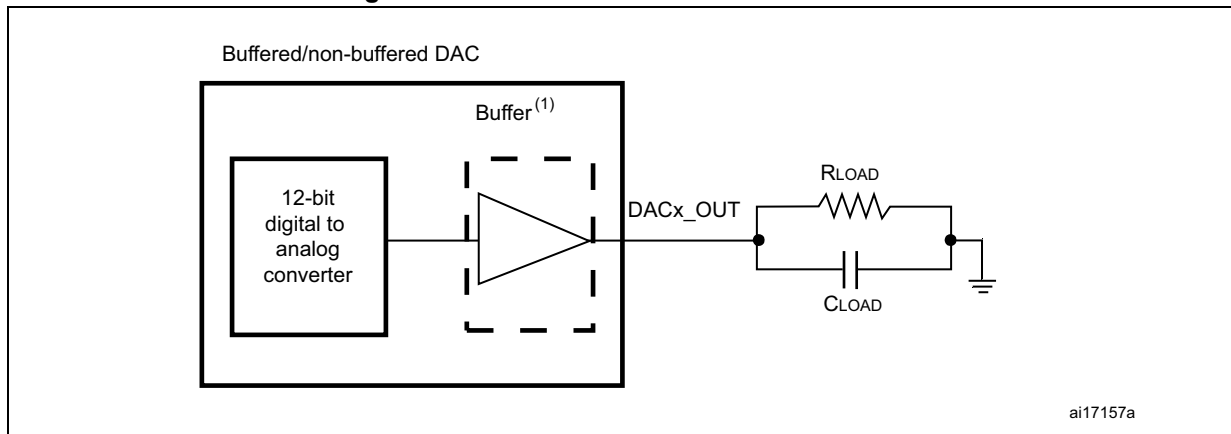 Buffered/non-buffered DAC
Buffer(1)
12-bit
digital to
analog
converter
DACx_OUT
RLOAD
CLOAD
ai17157a